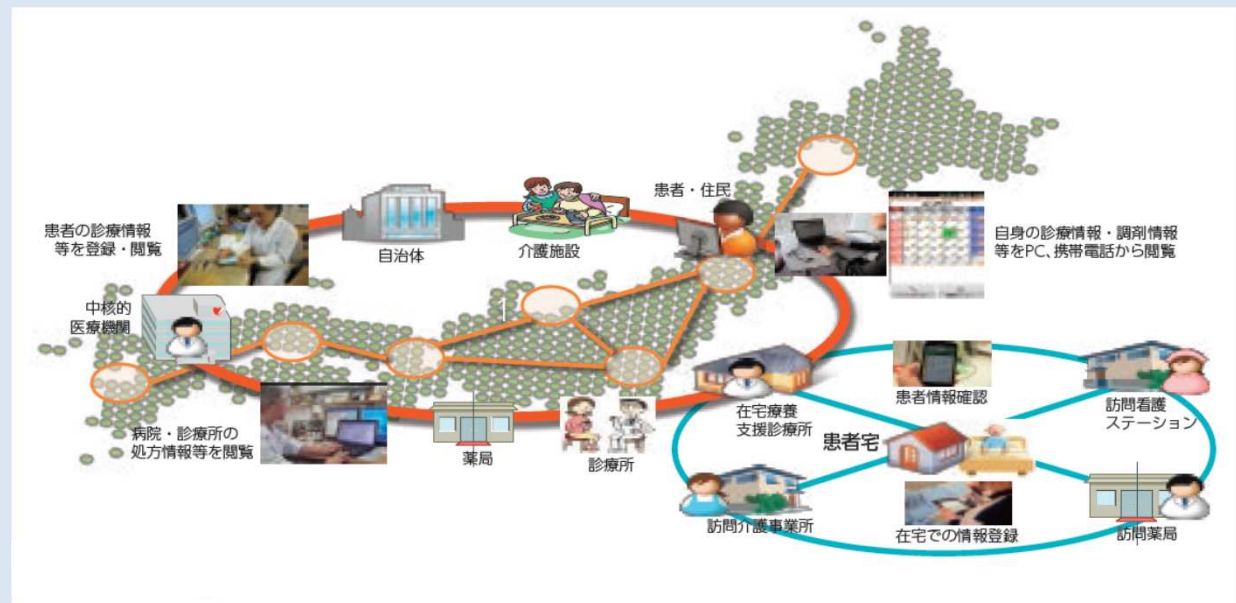 患者・住民
患者の診療情報
等を登録・閲覧
自治体
介護施設
自身の診療情報・調剤情報
等をPC、携帯電話から閲覧
中核的
医療機関
病院・診療所の
処方情報等を閲覧
薬局
診療所
在宅療養
支援診療所
患者情報確認
訪問看護
ステーション
患者宅
訪問介護事業所
在宅での情報登録
訪問薬局